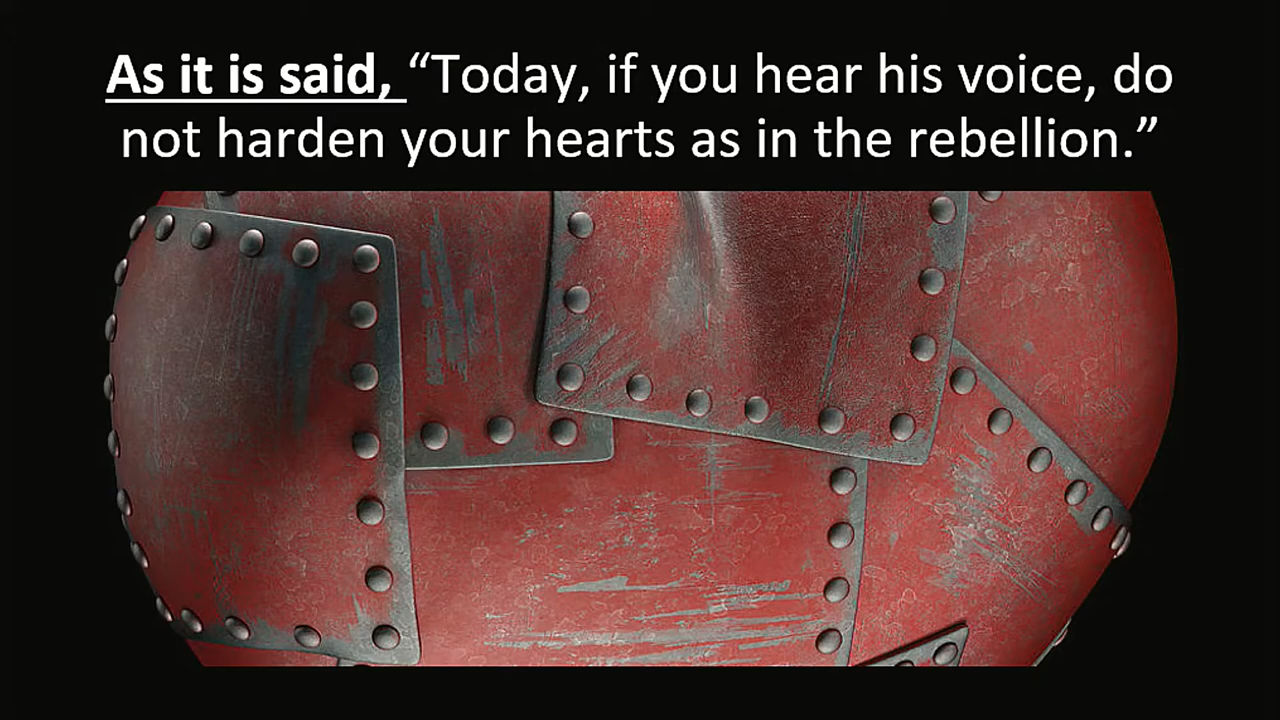 As it is said, “Today, if you hear his voice, do
not harden your hearts as in the rebellion.”